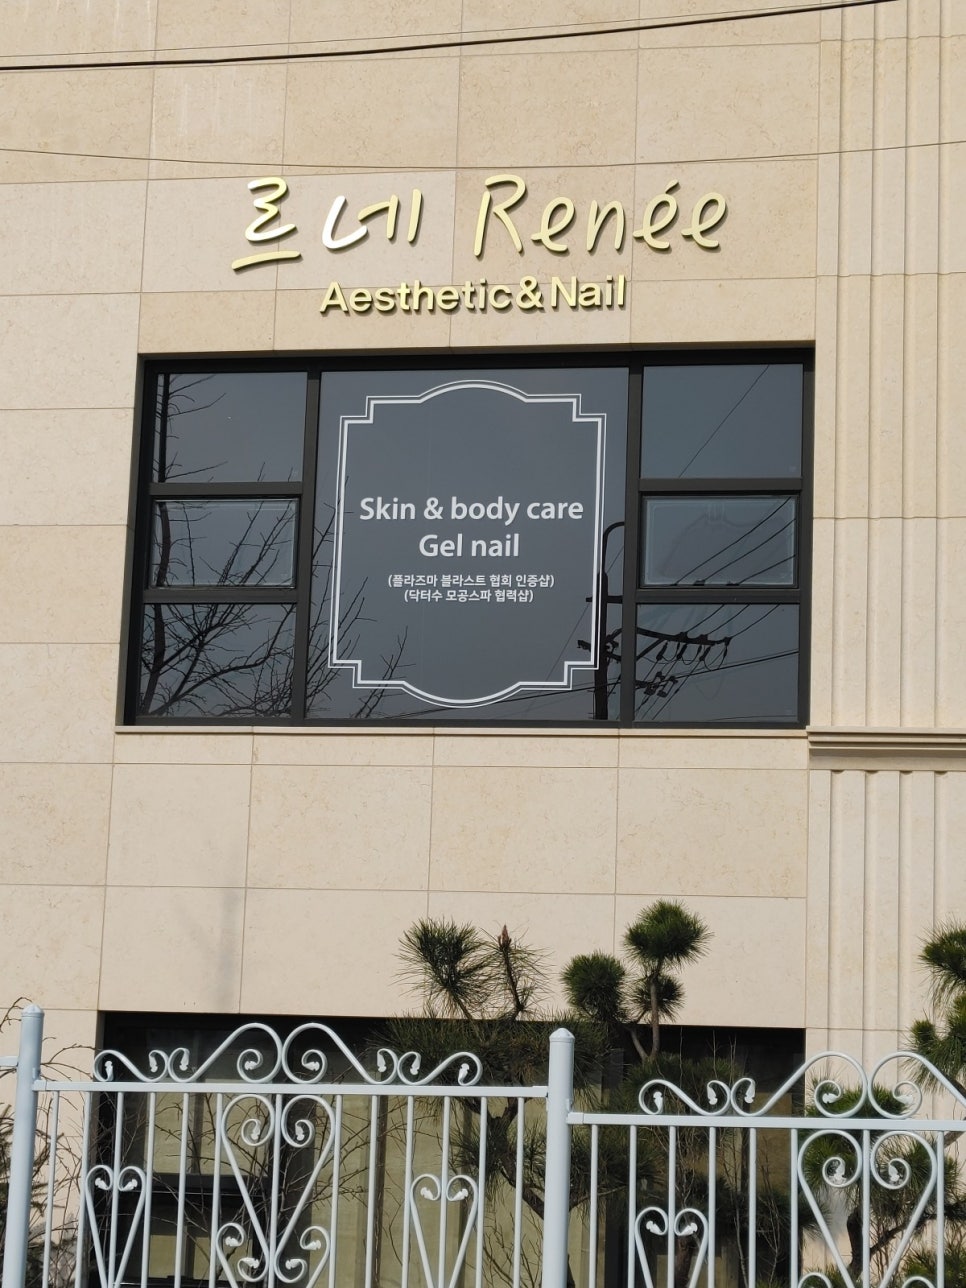 르네 Renée
Aesthetic&Nail
Skin & body care
Gel nail
(플라즈마 블라스트 협회 인증샵)
(닥터수 모공스파 협력샵)